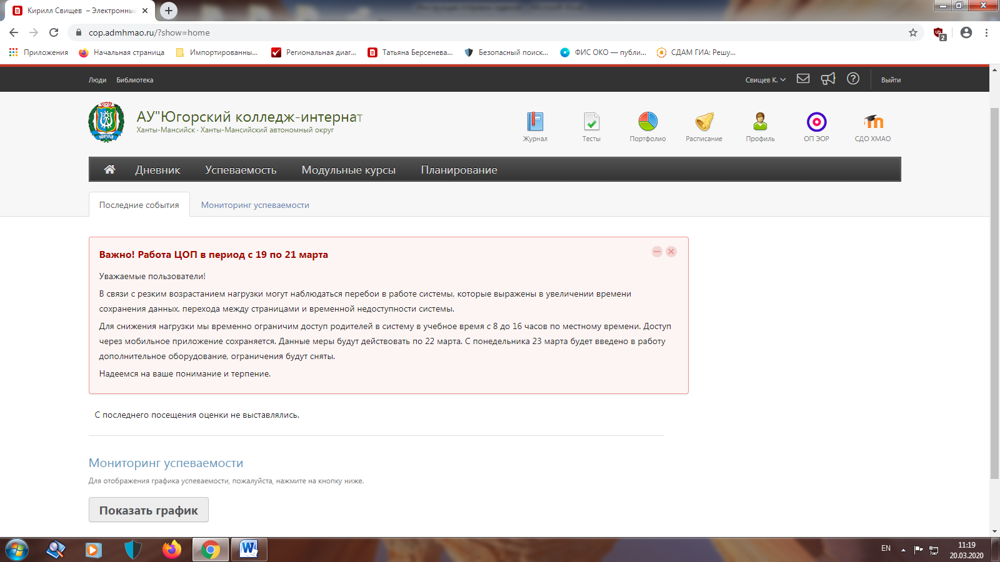 Кирилл Свищев – Электронный
cop.admhmao.ru/?show=home
2
Приложения Начальная страница Импортированны... Региональная диаг... Татьяна Берсенева... Безопасный поиск... ФИС ОКО — публи... СДАМ ГИА: Решу...
Люди Библиотека Свищев К. Выйти
АУ"Югорский колледж-интернат
Ханты-Мансийск · Ханты-Мансийский автономный округ
ЮГРА
Журнал Тесты Портфолио Расписание Профиль ОП ЭОР СДО ХМАО
Дневник Успеваемость Модульные курсы Планирование
Последние события Мониторинг успеваемости
Важно! Работа ЦОП в период с 19 по 21 марта
Уважаемые пользователи!
В связи с резким возрастанием нагрузки могут наблюдаться перебои в работе системы, которые выражены в увеличении времени
сохранения данных, перехода между страницами и временной недоступности системы.
Для снижения нагрузки мы временно ограничим доступ родителей в систему в учебное время с 8 до 16 часов по местному времени. Доступ
через мобильное приложение сохраняется. Данные меры будут действовать по 22 марта. С понедельника 23 марта будет введено в работу
дополнительное оборудование, ограничения будут сняты.
Надеемся на ваше понимание и терпение.
С последнего посещения оценки не выставлялись.
Мониторинг успеваемости
Для отображения графика успеваемости, пожалуйста, нажмите на кнопку ниже.
Показать график
EN
11:19
20.03.2020